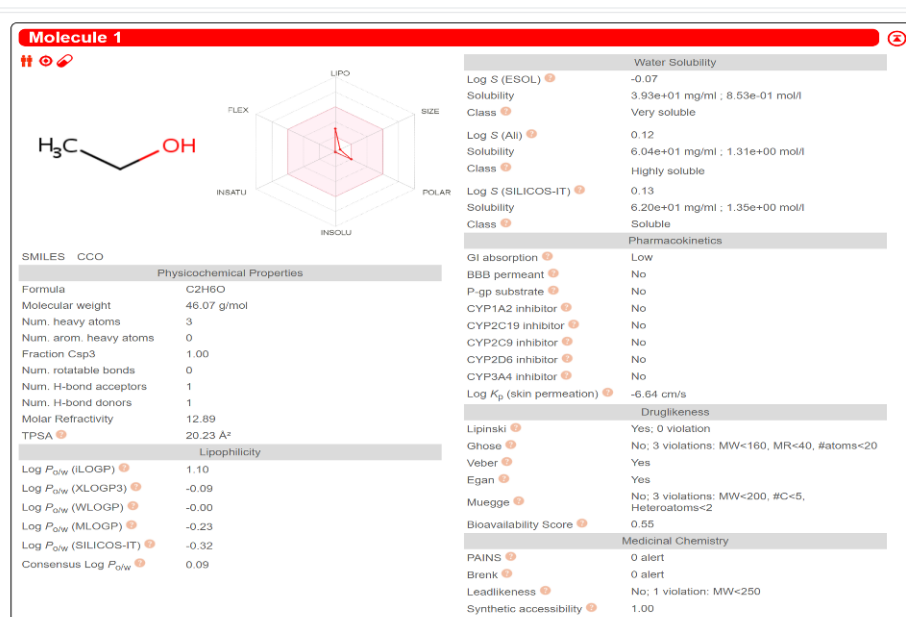 Molecule 1
LIPO
FLEX
SIZE
H3C
OH
INSATU
POLAR
INSOLU
SMILES CCO
Physicochemical Properties
Formula C2H6O
Molecular weight 46.07 g/mol
Num. heavy atoms 3
Num. arom. heavy atoms 0
Fraction Csp3 1.00
Num. rotatable bonds 0
Num. H-bond acceptors 1
Num. H-bond donors 1
Molar Refractivity 12.89
TPSA ? 20.23 Å²
Lipophilicity
Log Po/w (iLOGP) ? 1.10
Log Po/w (XLOGP3) ? -0.09
Log Po/w (WLOGP) ? -0.00
Log Po/w (MLOGP) ? -0.23
Log Po/w (SILICOS-IT) ? -0.32
Consensus Log Po/w ? 0.09
Water Solubility
Log S (ESOL) ? -0.07
Solubility 3.93e+01 mg/ml ; 8.53e-01 mol/l
Class ? Very soluble
Log S (Ali) ? 0.12
Solubility 6.04e+01 mg/ml ; 1.31e+00 mol/l
Class ? Highly soluble
Log S (SILICOS-IT) ? 0.13
Solubility 6.20e+01 mg/ml ; 1.35e+00 mol/l
Class ? Soluble
Pharmacokinetics
GI absorption ? Low
BBB permeant ? No
P-gp substrate ? No
CYP1A2 inhibitor ? No
CYP2C19 inhibitor ? No
CYP2C9 inhibitor ? No
CYP2D6 inhibitor ? No
CYP3A4 inhibitor ? No
Log Kp (skin permeation) ? -6.64 cm/s
Druglikeness
Lipinski ? Yes; 0 violation
Ghose ? No; 3 violations: MW<160, MR<40, #atoms<20
Veber ? Yes
Egan ? Yes
Muegge ? No; 3 violations: MW<200, #C<5,
Heteroatoms<2
Bioavailability Score ? 0.55
Medicinal Chemistry
PAINS ? 0 alert
Brenk ? 0 alert
Leadlikeness ? No; 1 violation: MW<250
Synthetic accessibility ? 1.00